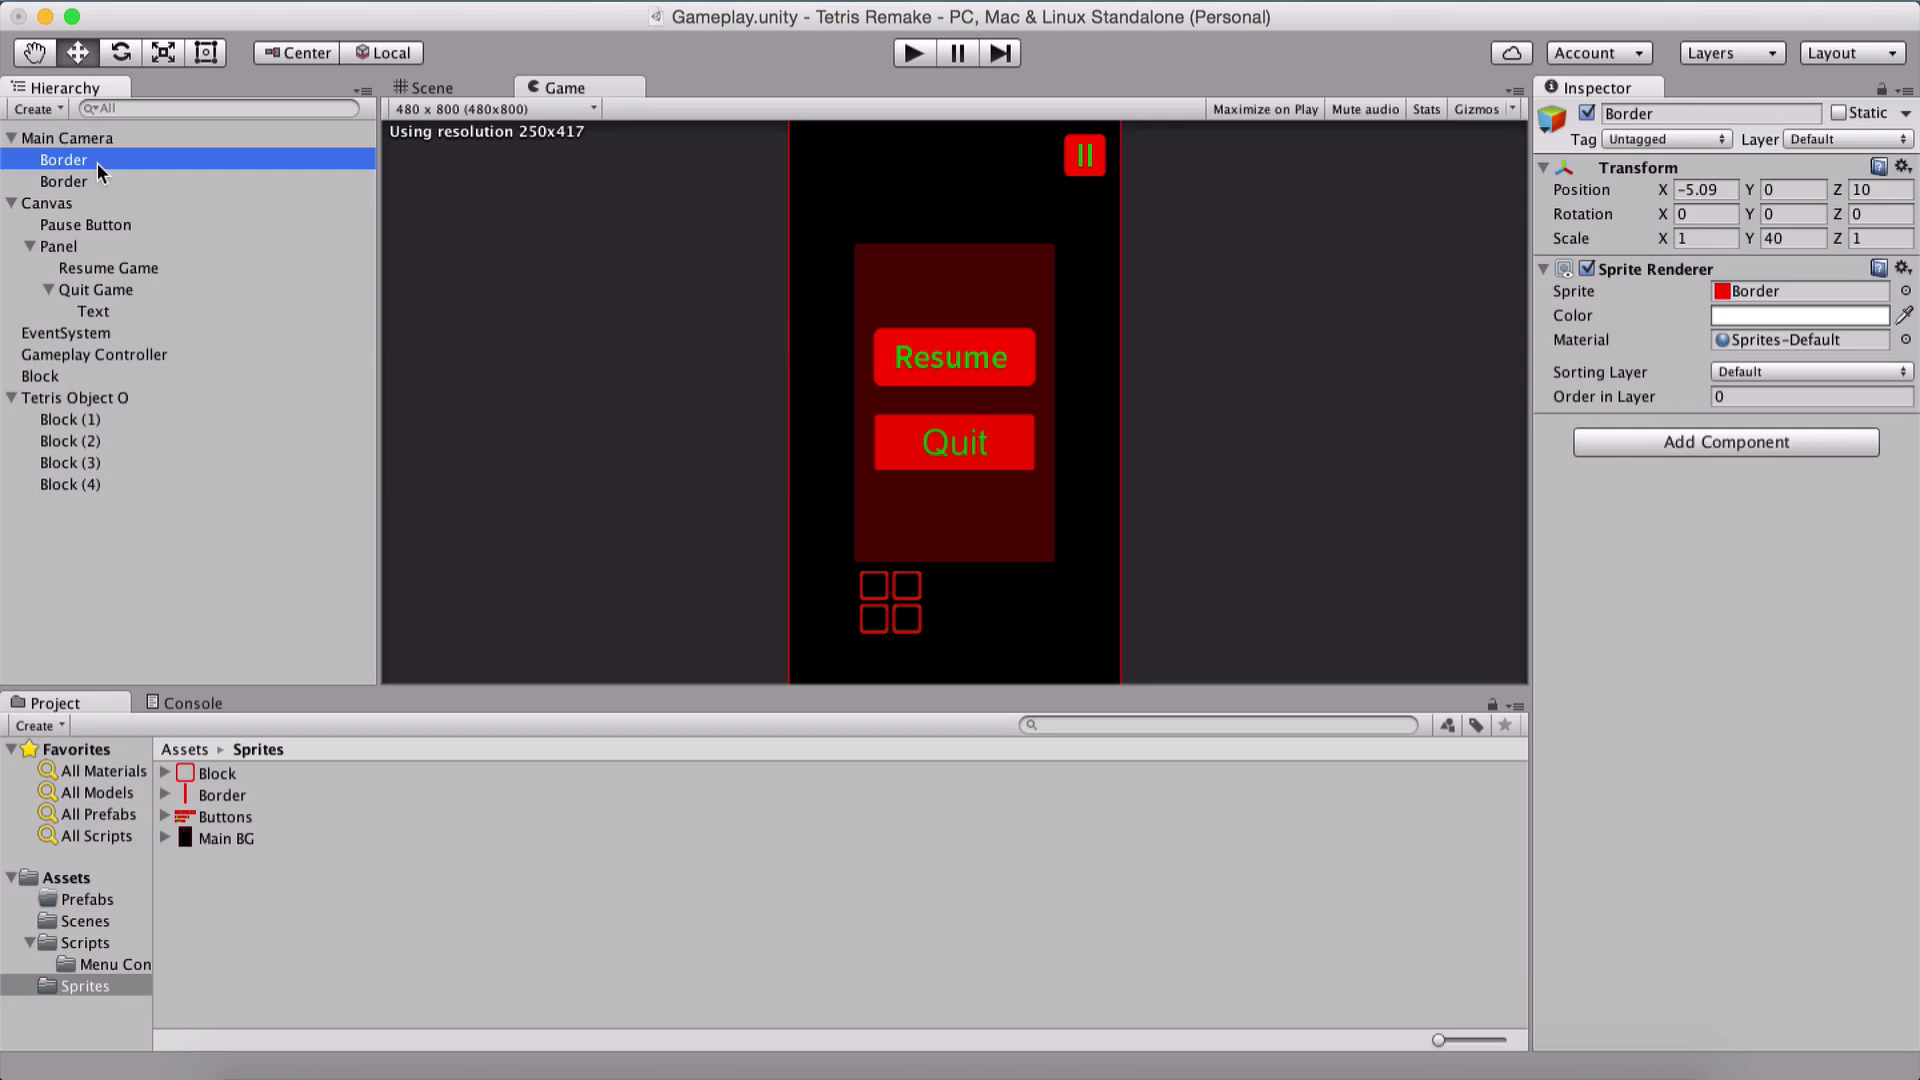 Gameplay.unity - Tetris Remake - PC, Mac & Linux Standalone (Personal)
Center Local Account Layers Layout
Hierarchy
Create All
Main Camera
Border
Border
Canvas
Pause Button
Panel
Resume Game
Quit Game
Text
EventSystem
Gameplay Controller
Block
Tetris Object O
Block (1)
Block (2)
Block (3)
Block (4)
Scene Game
480 x 800 (480x800) Maximize on Play Mute audio Stats Gizmos
Using resolution 250x417
Resume
Quit
Inspector
Border Static
Tag Untagged Layer Default
Transform
Position X -5.09 Y 0 Z 10
Rotation X 0 Y 0 Z 0
Scale X 1 Y 40 Z 1
Sprite Renderer
Sprite Border
Color
Material Sprites-Default
Sorting Layer Default
Order in Layer 0
Add Component
Project Console
Create
Favorites
All Materials
All Models
All Prefabs
All Scripts
Assets
Prefabs
Scenes
Scripts
Menu Con
Sprites
Assets Sprites
Block
Border
Buttons
Main BG